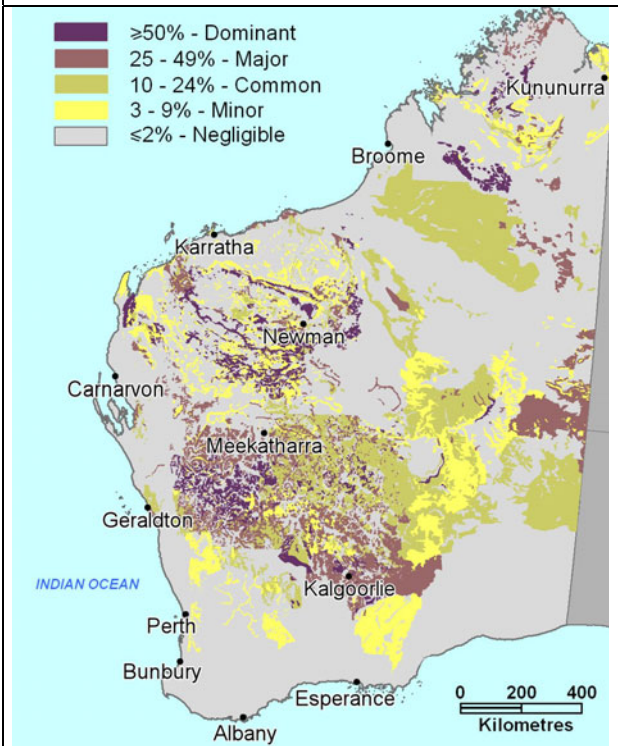 ≥50% - Dominant
25 - 49% - Major
10 - 24% - Common
3 - 9% - Minor
≤2% - Negligible
Kununurra
Broome
Karratha
Newman
Carnarvon
Meekatharra
Geraldton
INDIAN OCEAN
Kalgoorlie
Perth
Bunbury
Esperance
Albany
0 200 400
Kilometres